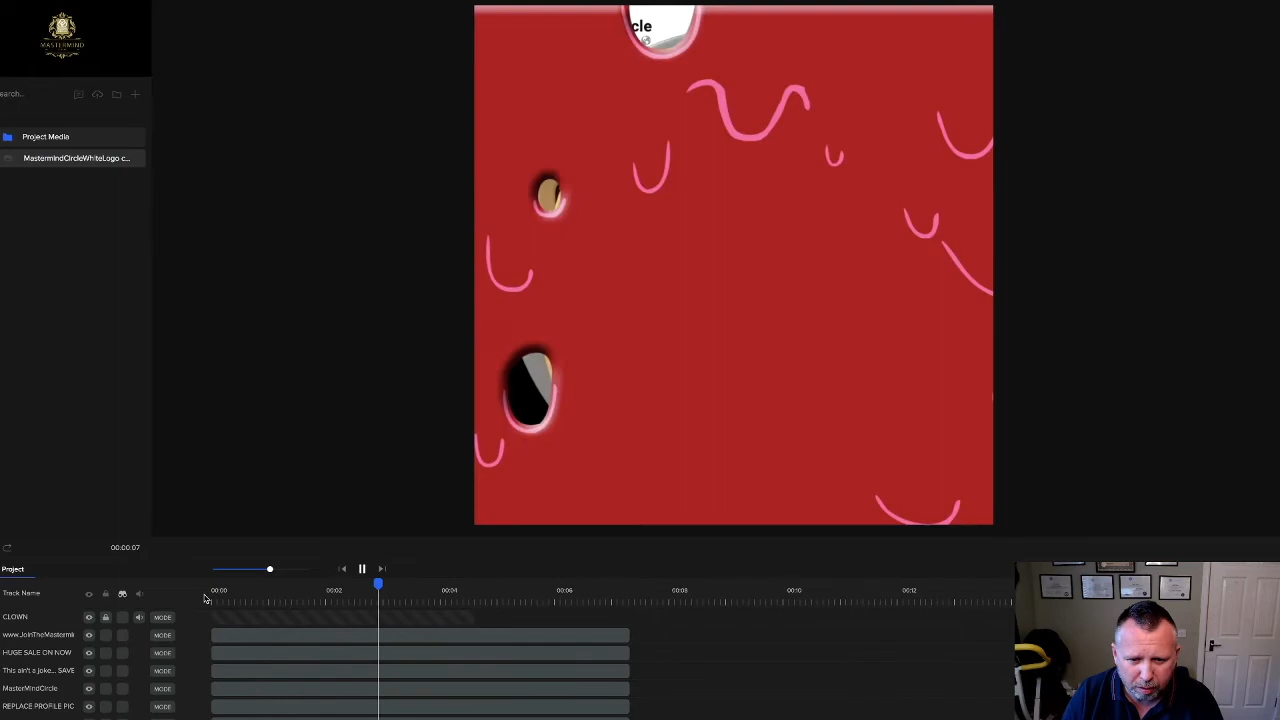 MASTERMIND
cle
earch..
Project Media
MastermindCircleWhiteLogo c...
00:00:07
Project
Track Name
00:00
00:02
00:04
00:06
00:08
00:10
00:12
CLOWN
MODE
www.JoinTheMastermi
MODE
HUGE SALE ON NOW
MODE
This ain't a joke... SAVE
MODE
MasterMindCircle
MODE
REPLACE PROFILE PIC
MODE